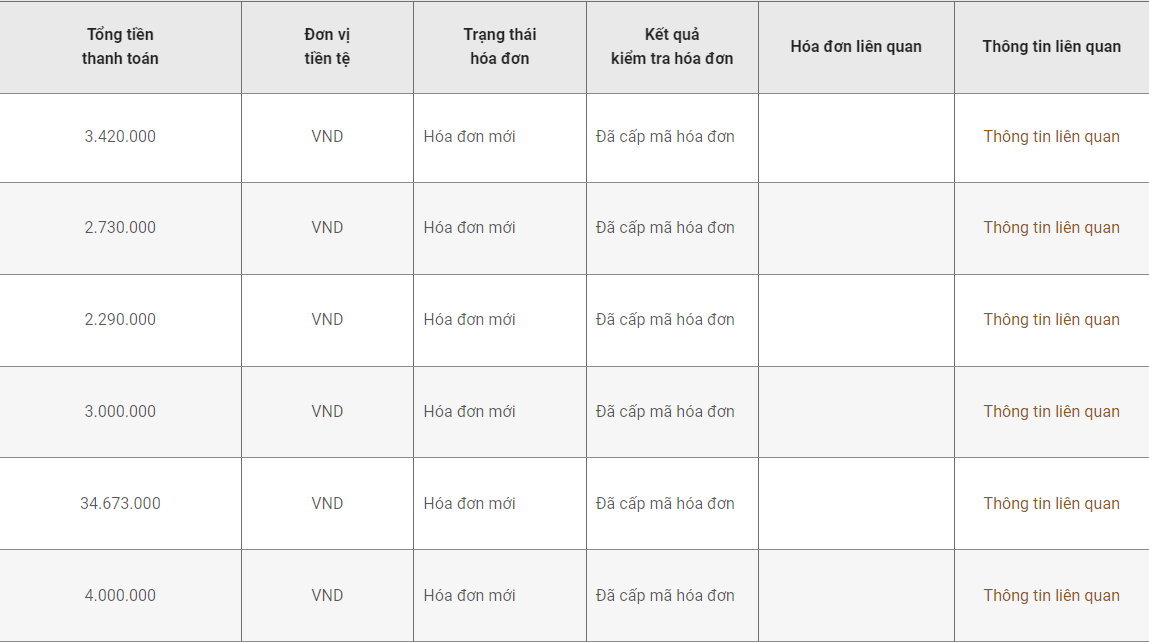 Tổng tiền
thanh toán
Đơn vị
tiền tệ
Trạng thái
hóa đơn
Kết quả
kiểm tra hóa đơn
Hóa đơn liên quan
Thông tin liên quan
3.420.000 VND Hóa đơn mới Đã cấp mã hóa đơn Thông tin liên quan
2.730.000 VND Hóa đơn mới Đã cấp mã hóa đơn Thông tin liên quan
2.290.000 VND Hóa đơn mới Đã cấp mã hóa đơn Thông tin liên quan
3.000.000 VND Hóa đơn mới Đã cấp mã hóa đơn Thông tin liên quan
34.673.000 VND Hóa đơn mới Đã cấp mã hóa đơn Thông tin liên quan
4.000.000 VND Hóa đơn mới Đã cấp mã hóa đơn Thông tin liên quan